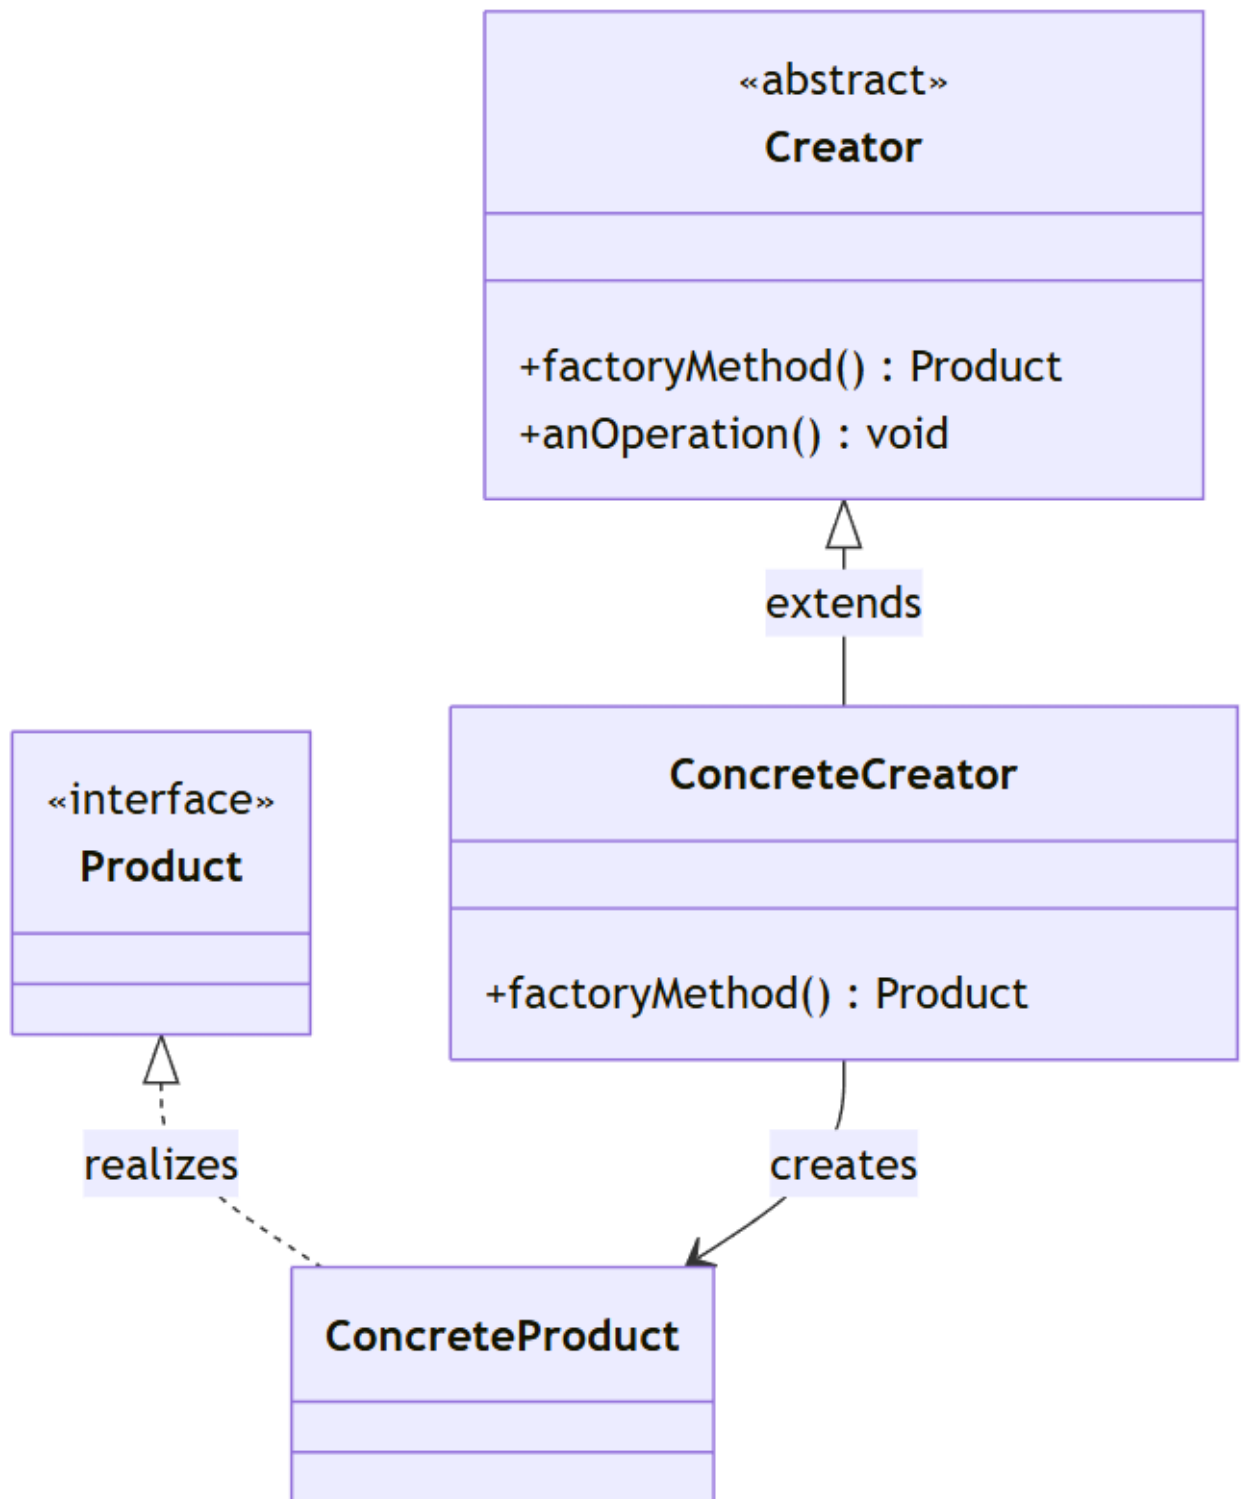 «abstract»
Creator
+factoryMethod() : Product
+anOperation() : void
extends
«interface»
Product
ConcreteCreator
+factoryMethod() : Product
realizes
creates
ConcreteProduct